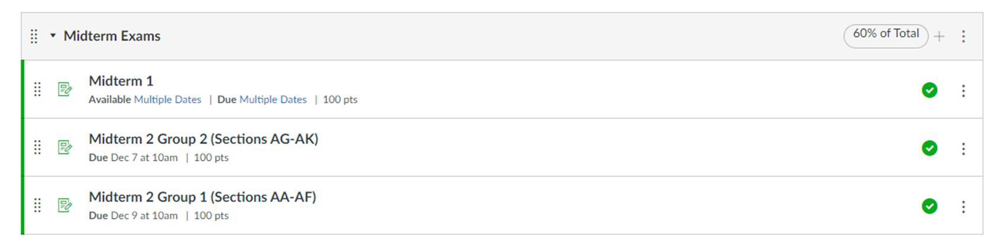 Midterm Exams 60% of Total
Midterm 1
Available Multiple Dates | Due Multiple Dates | 100 pts
Midterm 2 Group 2 (Sections AG-AK)
Due Dec 7 at 10am | 100 pts
Midterm 2 Group 1 (Sections AA-AF)
Due Dec 9 at 10am | 100 pts